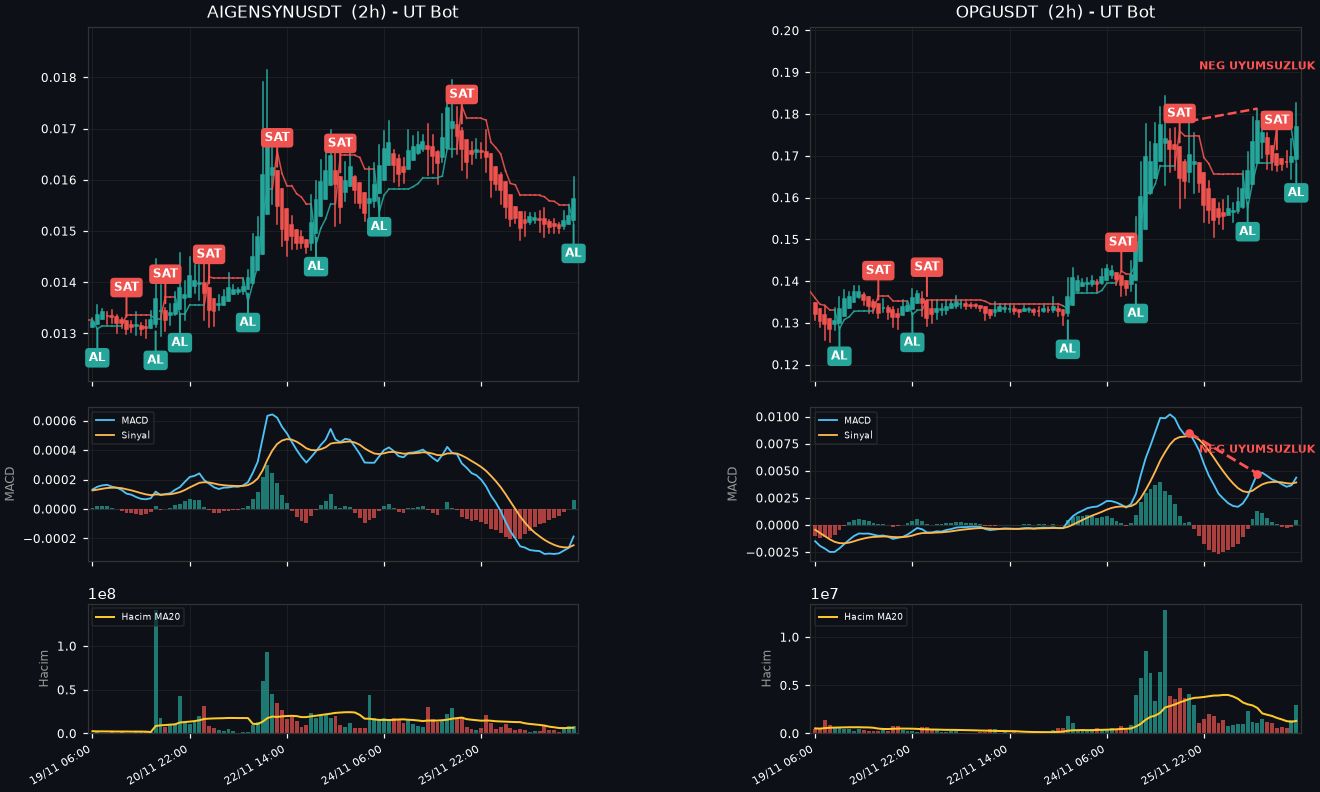 AIGENSYNUSDT (2h) - UT Bot
0.018
0.017
0.016
0.015
0.014
0.013
AL
SAT
AL
SAT
AL
SAT
AL
SAT
AL
SAT
AL
SAT
AL
MACD
0.0006
0.0004
0.0002
0.0000
−0.0002
MACD
Sinyal
1e8
Hacim
1.0
0.5
0.0
Hacim MA20
19/11 06:00
20/11 22:00
22/11 14:00
24/11 06:00
25/11 22:00
OPGUSDT (2h) - UT Bot
0.20
0.19
0.18
0.17
0.16
0.15
0.14
0.13
0.12
NEG UYUMSUZLUK
AL
SAT
AL
SAT
AL
SAT
AL
SAT
AL
SAT
AL
MACD
0.0100
0.0075
0.0050
0.0025
0.0000
−0.0025
MACD
Sinyal
NEG UYUMSUZLUK
1e7
Hacim
1.0
0.5
0.0
Hacim MA20
19/11 06:00
20/11 22:00
22/11 14:00
24/11 06:00
25/11 22:00